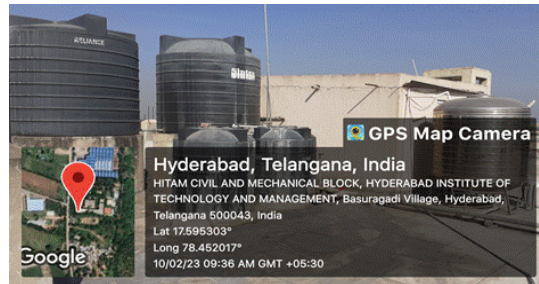 RELIANCE
GPS Map Camera
Hyderabad, Telangana, India
HITAM CIVIL AND MECHANICAL BLOCK, HYDERABAD INSTITUTE OF
TECHNOLOGY AND MANAGEMENT, Basuragadi Village, Hyderabad,
Telangana 500043, India
Lat 17.595303°
Long 78.452017°
10/02/23 09:36 AM GMT +05:30
Google